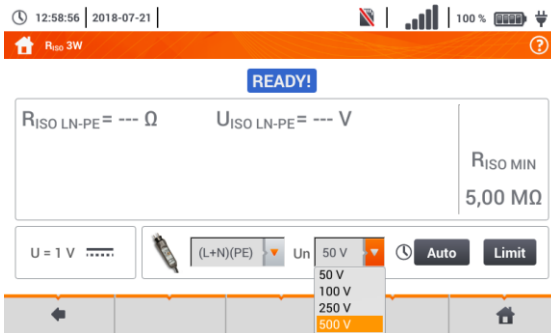 12:58:56 2018-07-21 100 %
RISO 3W ?
READY!
RISO LN-PE= --- Ω UISO LN-PE= --- V
RISO MIN
5,00 MΩ
U = 1 V (L+N)(PE) Un 50 V Auto Limit
50 V
100 V
250 V
500 V